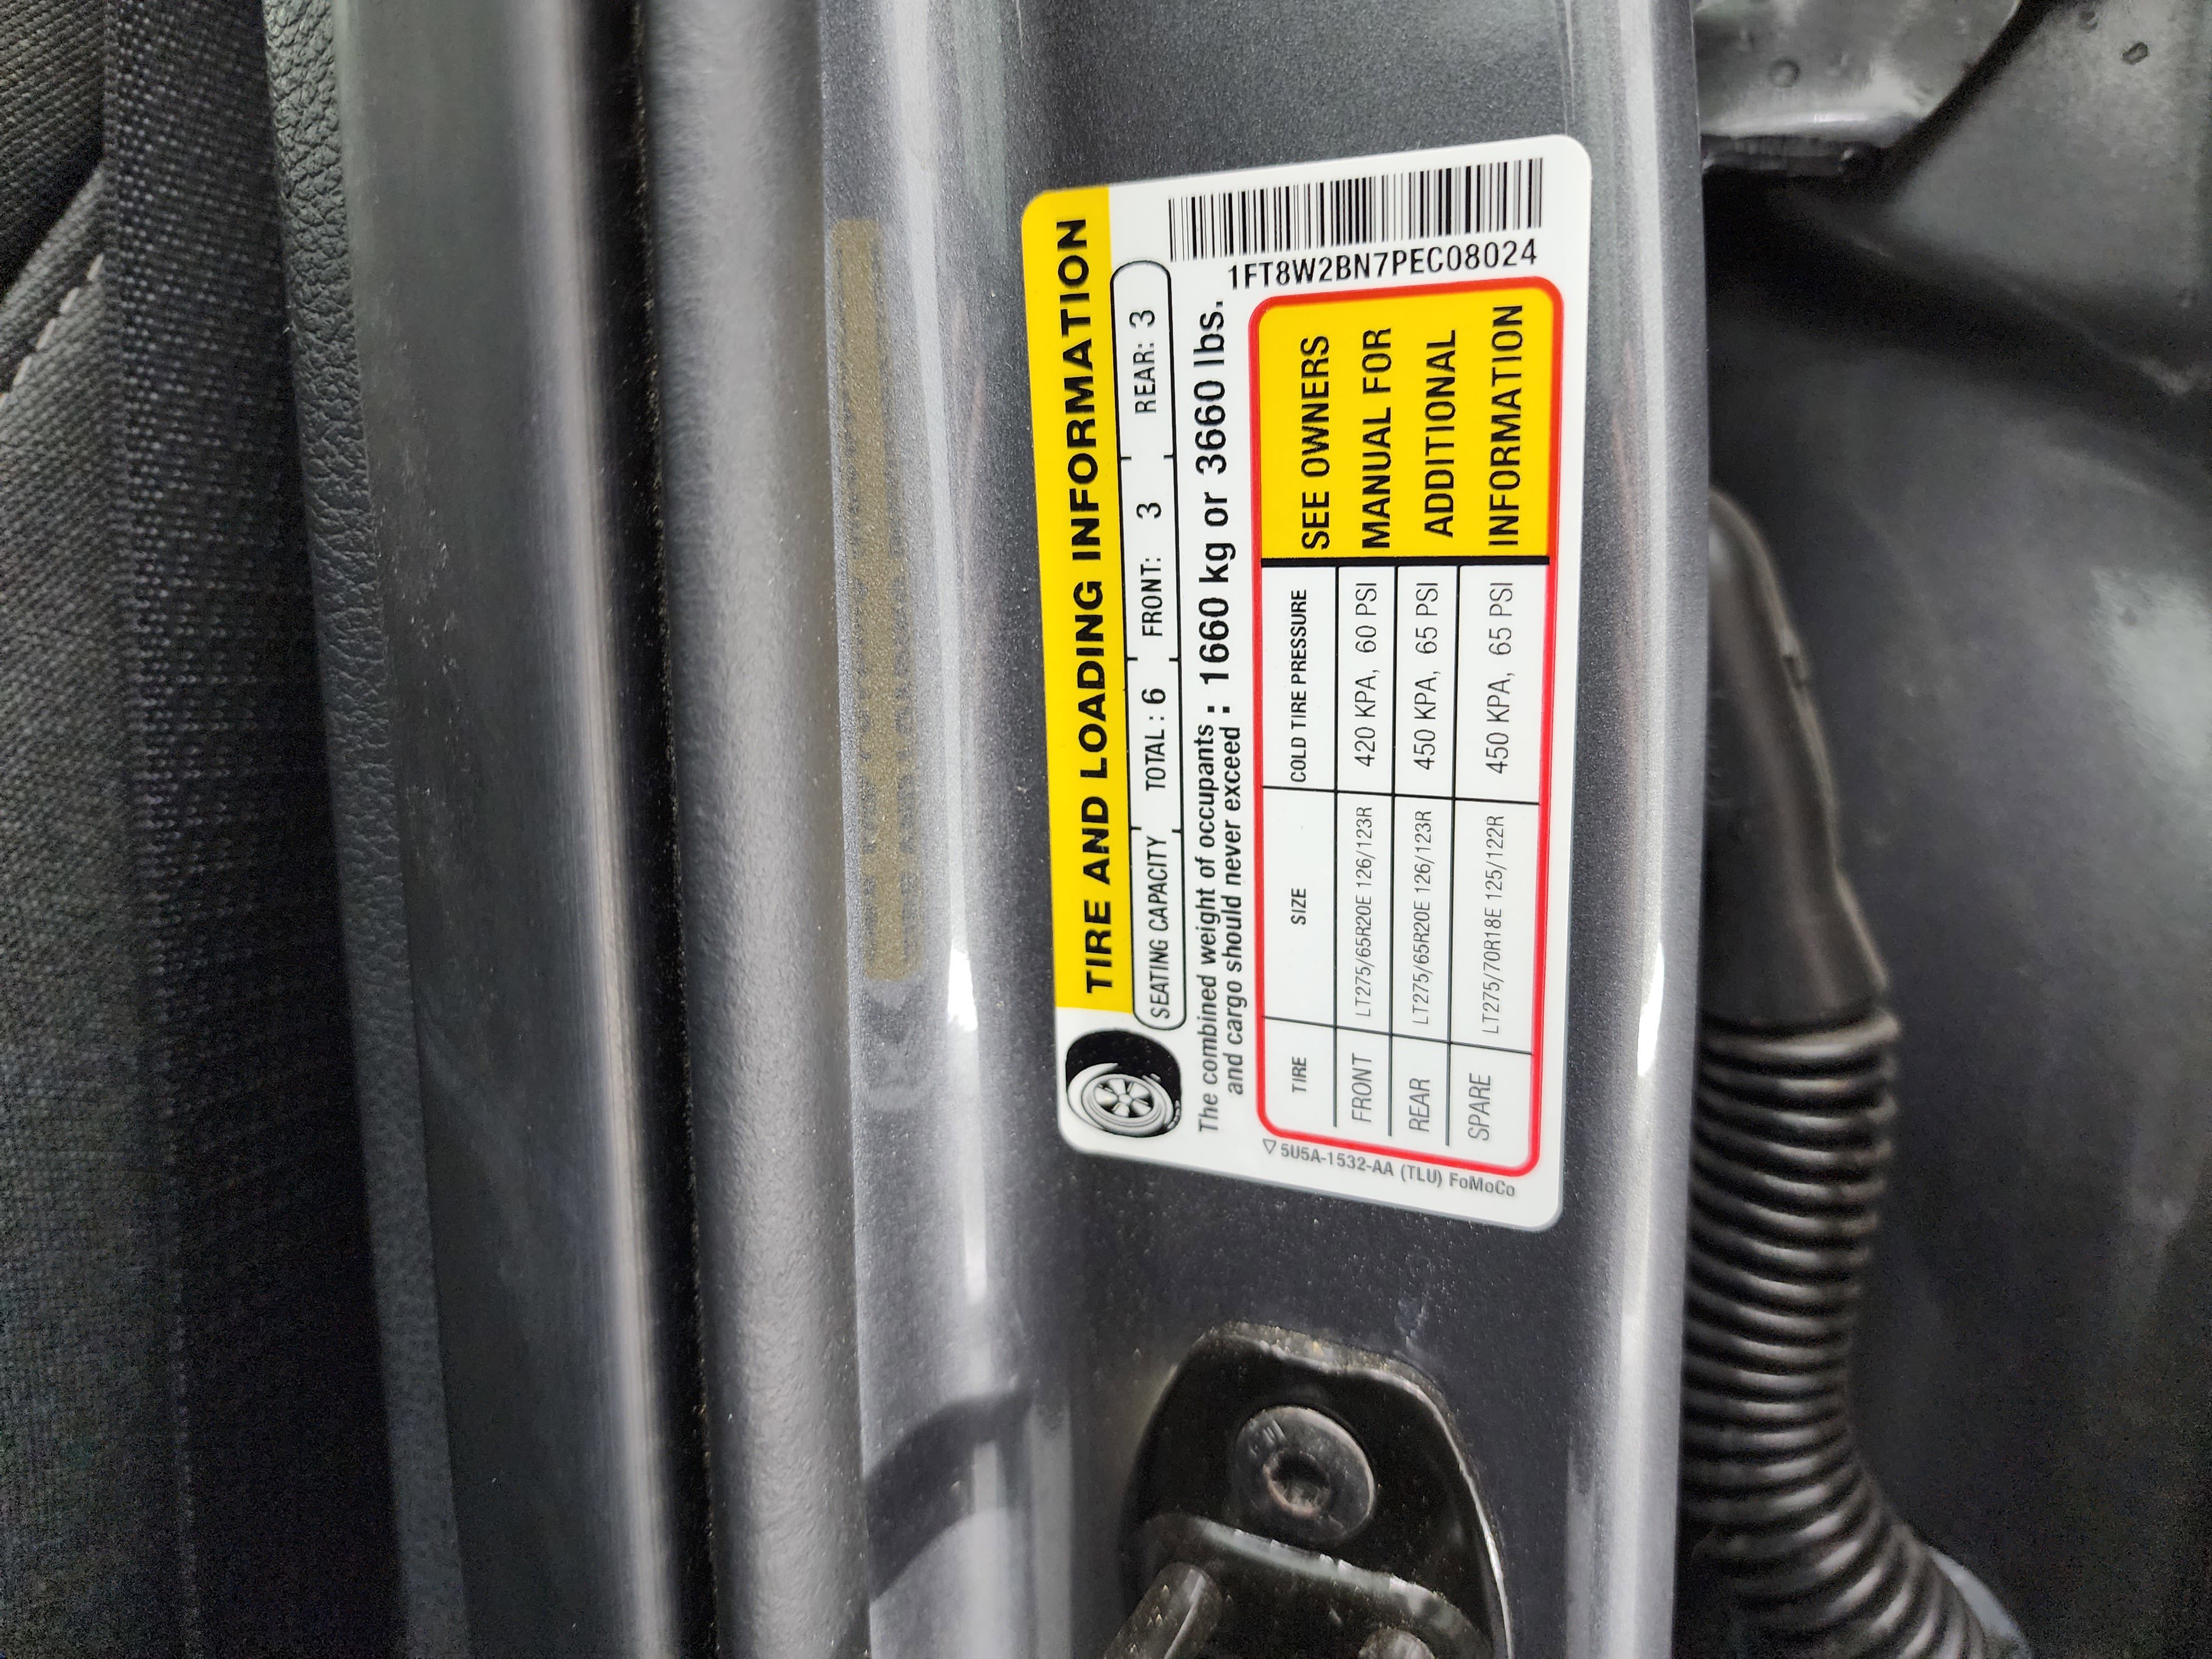 TIRE AND LOADING INFORMATION
SEATING CAPACITY TOTAL : 6 FRONT: 3 REAR: 3
The combined weight of occupants
and cargo should never exceed : 1660 kg or 3660 lbs.
1FT8W2BN7PEC08024
TIRE SIZE COLD TIRE PRESSURE
FRONT LT275/65R20E 126/123R 420 KPA, 60 PSI
REAR LT275/65R20E 126/123R 450 KPA, 65 PSI
SPARE LT275/70R18E 125/122R 450 KPA, 65 PSI
SEE OWNERS
MANUAL FOR
ADDITIONAL
INFORMATION
5U5A-1532-AA (TLU) FoMoCo